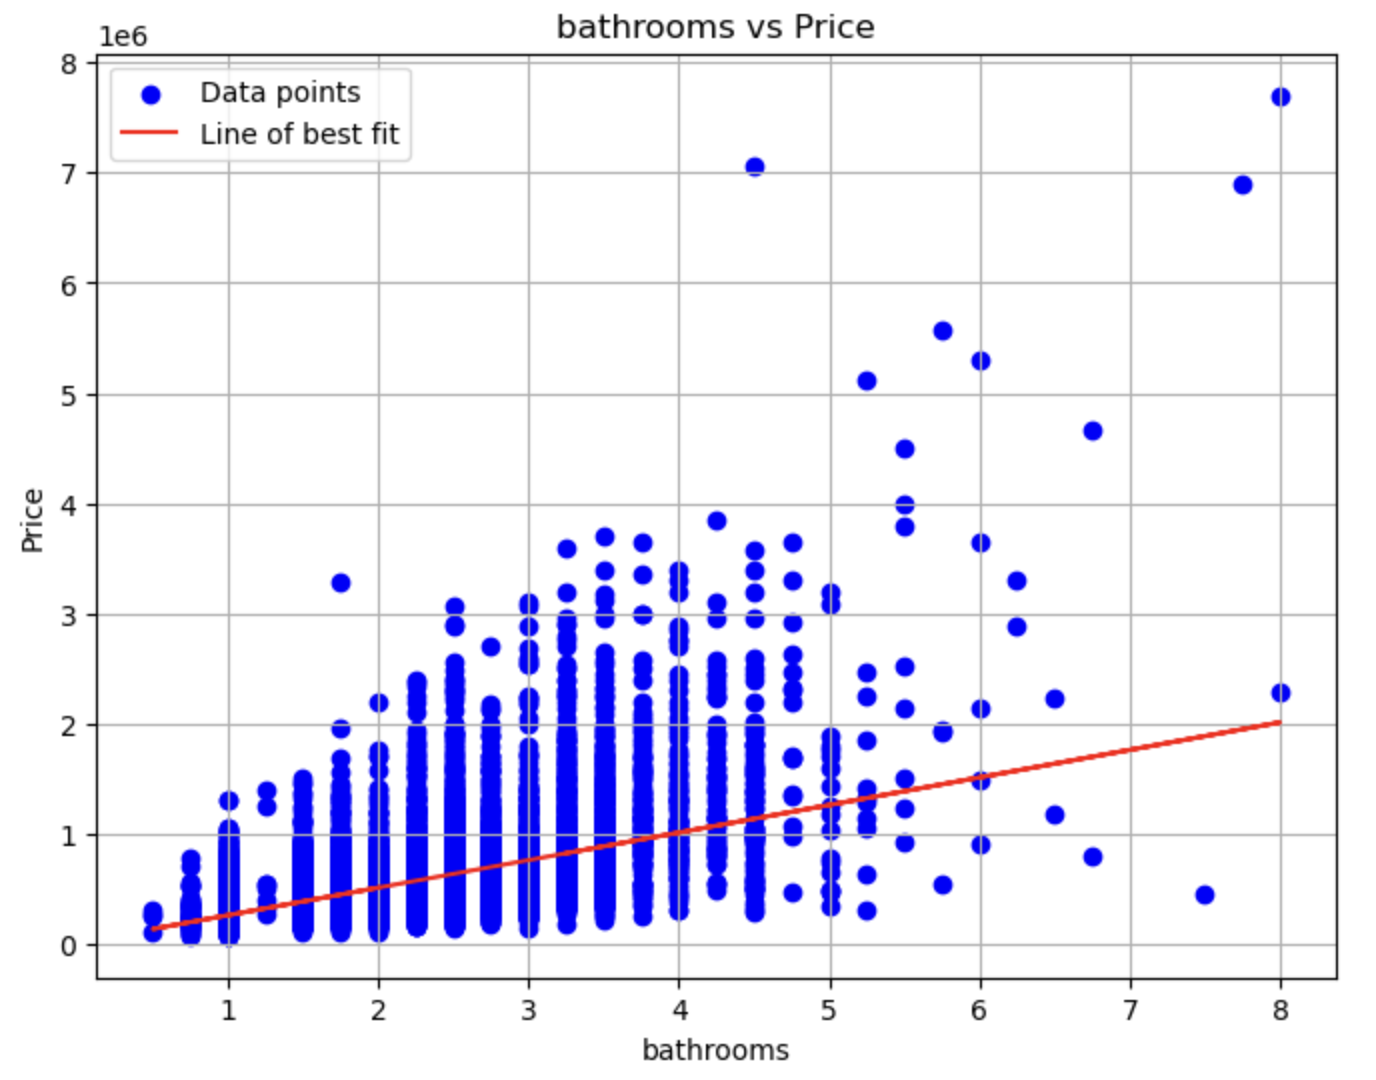 bathrooms vs Price
1e6
8
7
6
5
4
3
2
1
0
Price
Data points
Line of best fit
1 2 3 4 5 6 7 8
bathrooms